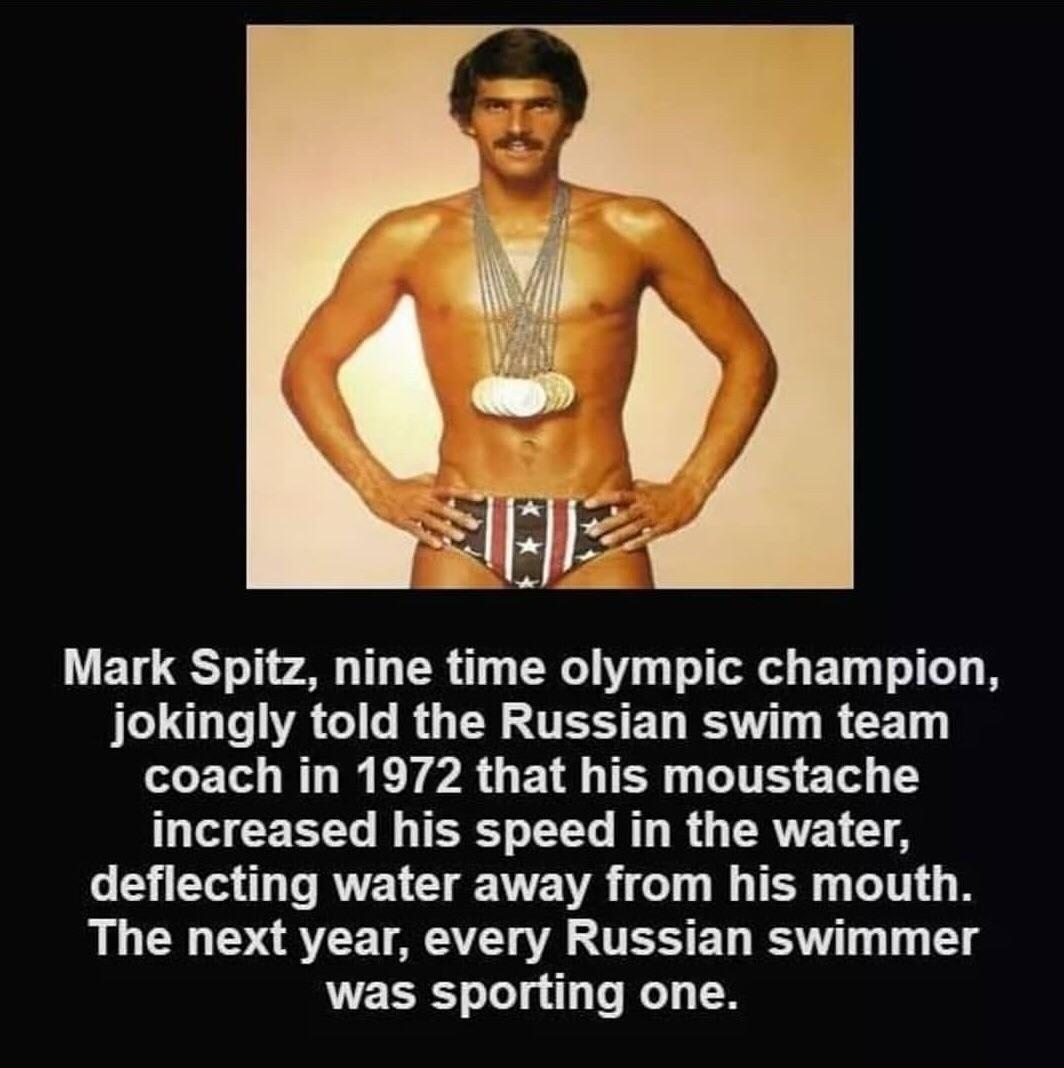 Mark Spitz, nine time olympic champion,
jokingly told the Russian swim team
coach in 1972 that his moustache
increased his speed in the water,
deflecting water away from his mouth.
The next year, every Russian swimmer
was sporting one.